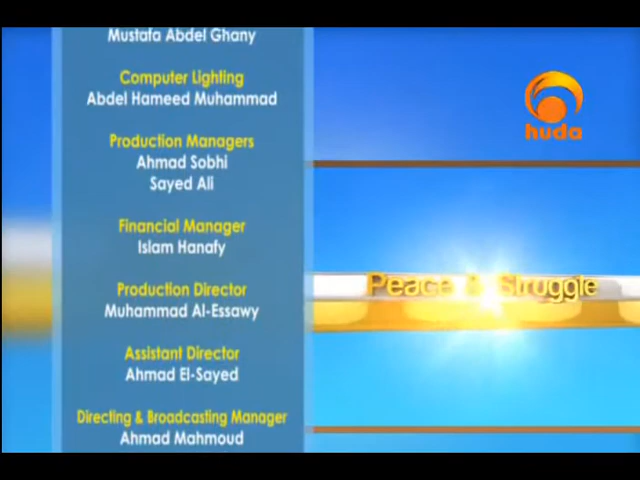 Mustafa Abdel Ghany
Computer Lighting
Abdel Hameed Muhammad
Production Managers
Ahmad Sobhi
Sayed Ali
Financial Manager
Islam Hanafy
Production Director
Muhammad Al-Essawy
Assistant Director
Ahmad El-Sayed
Directing & Broadcasting Manager
Ahmad Mahmoud
huda
Peace & Struggle